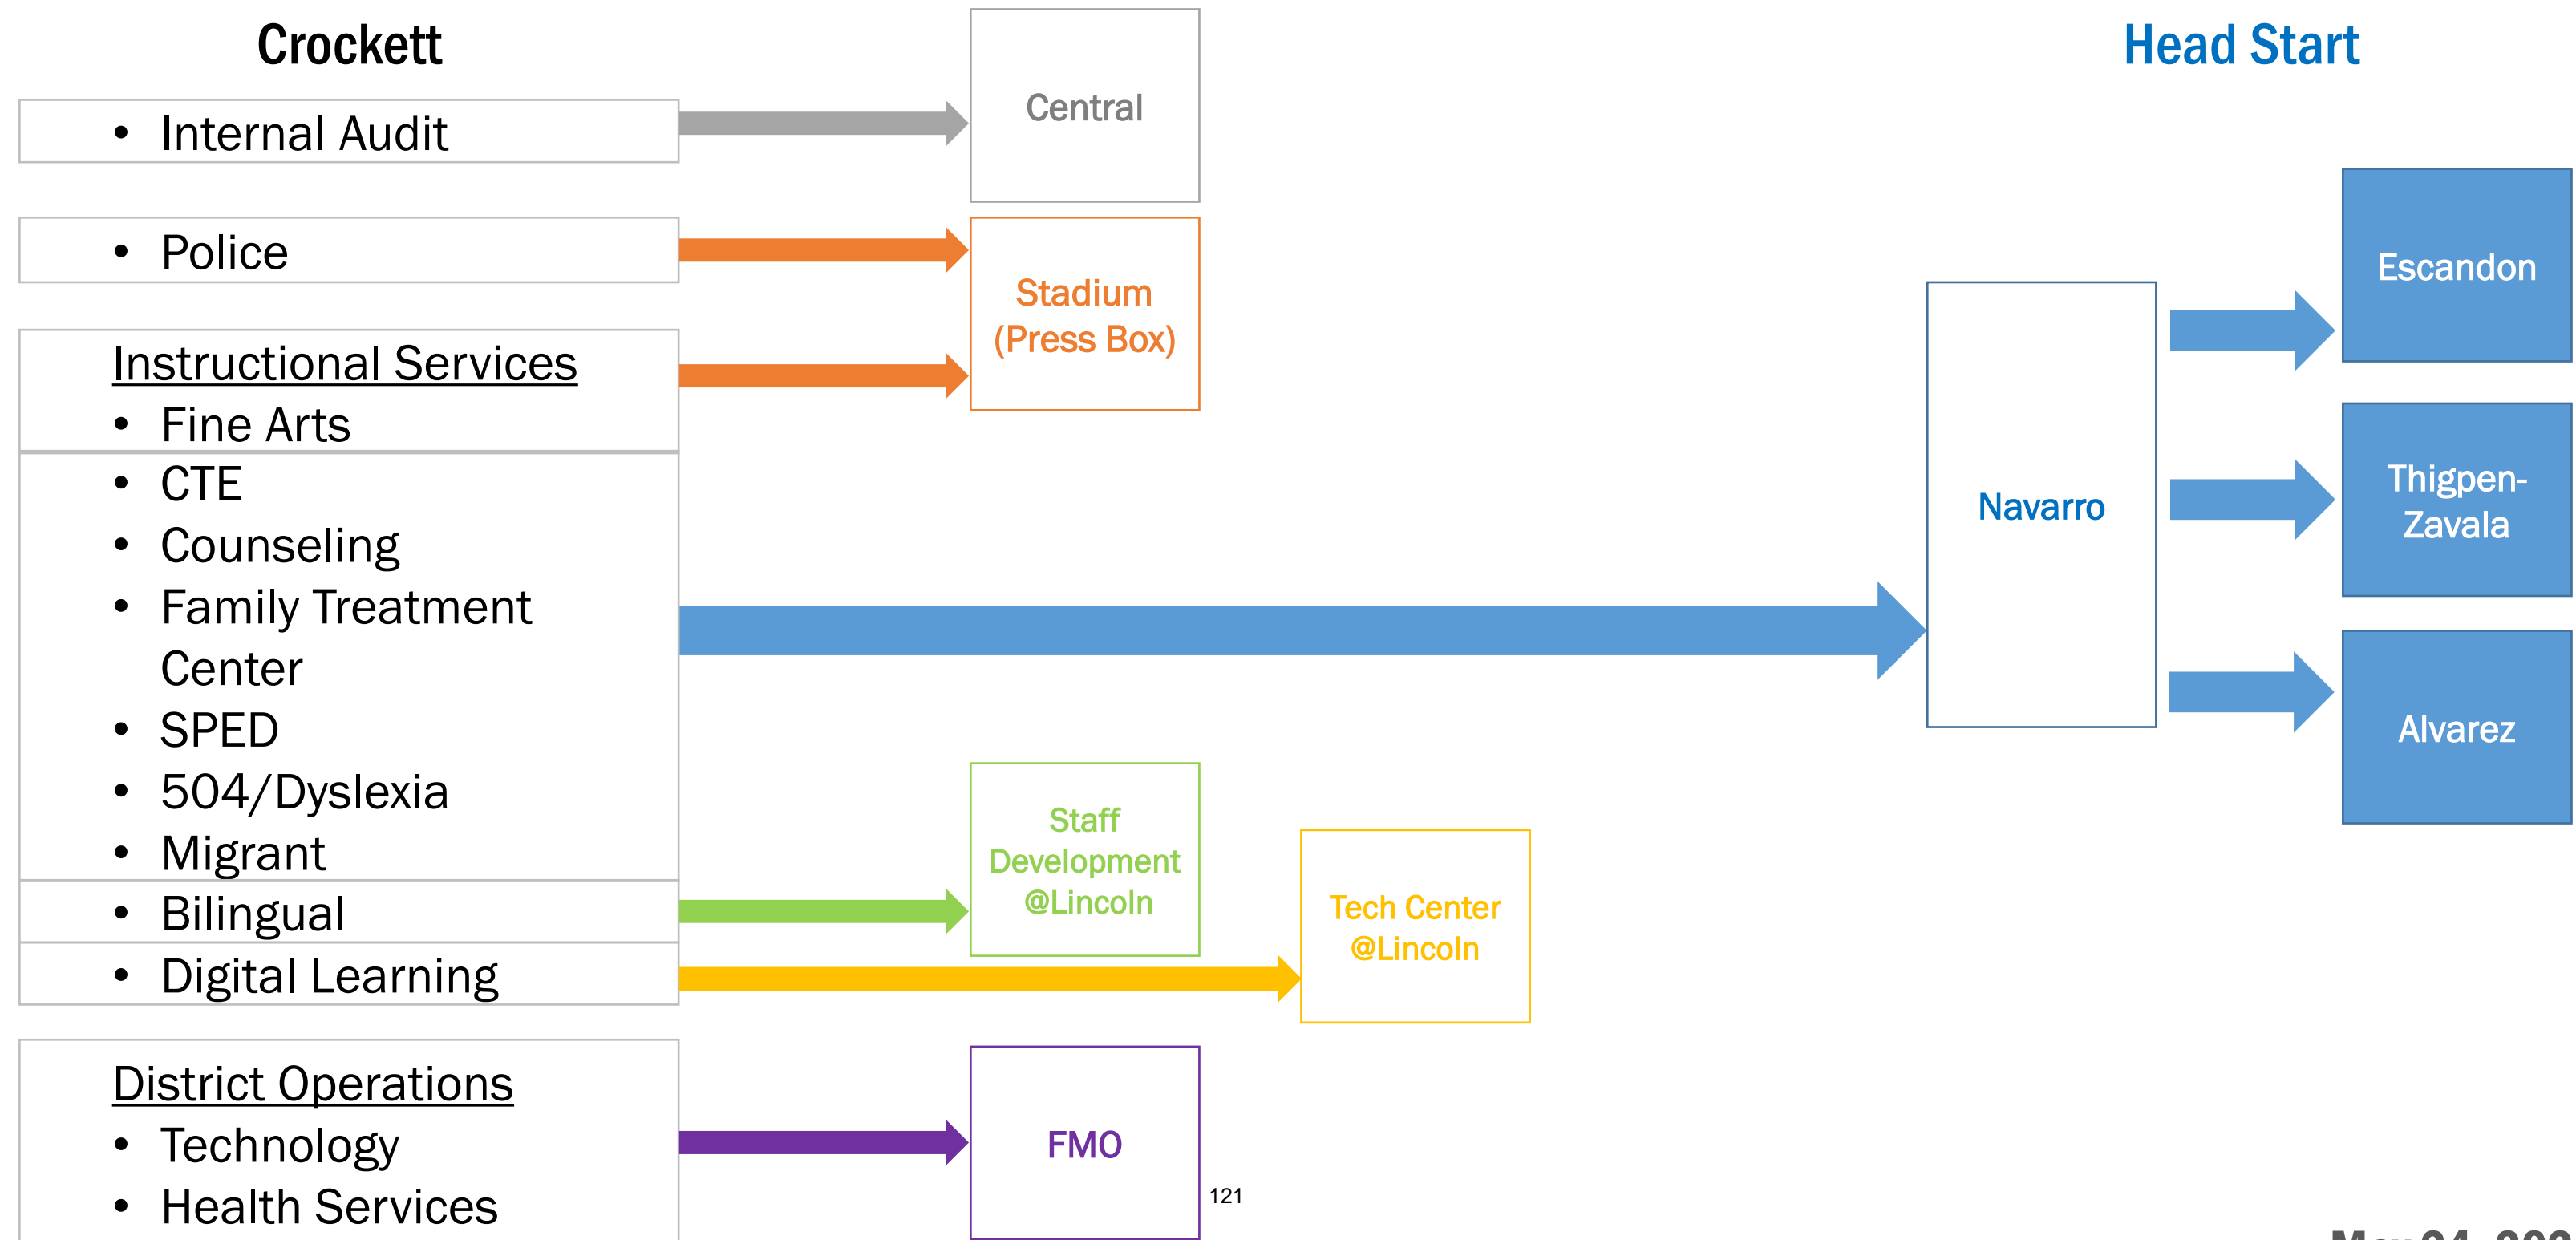 Crockett
Head Start
• Internal Audit
Central
• Police
Stadium
(Press Box)
Instructional Services
• Fine Arts
• CTE
• Counseling
• Family Treatment
Center
• SPED
• 504/Dyslexia
• Migrant
• Bilingual
• Digital Learning
Navarro
Escandon
Thigpen-
Zavala
Alvarez
Staff
Development
@Lincoln
Tech Center
@Lincoln
District Operations
• Technology
• Health Services
FMO
121